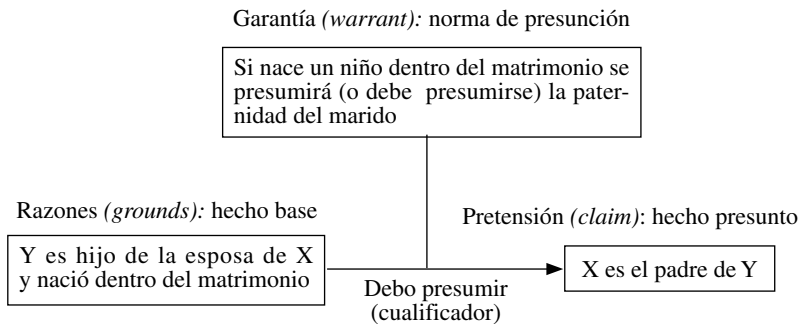 Garantía (warrant): norma de presunción
Si nace un niño dentro del matrimonio se
presumirá (o debe presumirse) la pater-
nidad del marido
Razones (grounds): hecho base
Y es hijo de la esposa de X
y nació dentro del matrimonio
Debo presumir
(cualificador)
Pretensión (claim): hecho presunto
X es el padre de Y